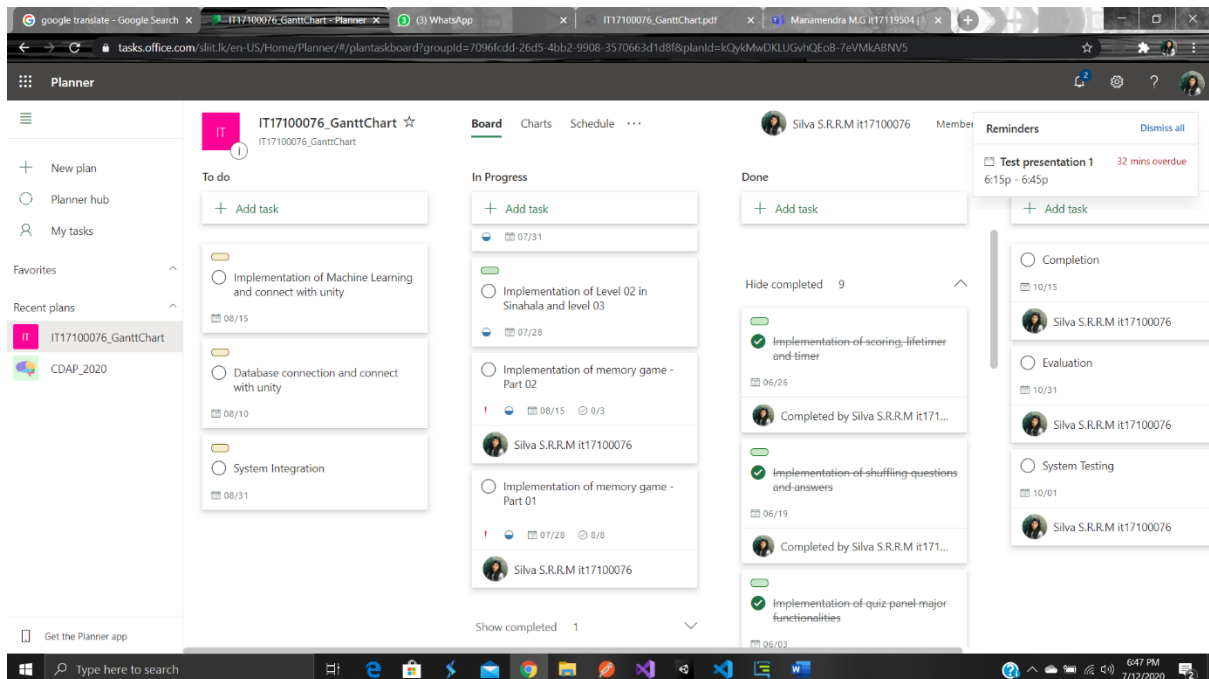 google translate - Google Search
IT17100076_GanttChart - Planner
(3) WhatsApp
IT17100076_GanttChart.pdf
Manamendra M.G it17119504 |
tasks.office.com/sliit.lk/en-US/Home/Planner/#/plantaskboard?groupId=7096fcdd-26d5-4bb2-9908-3570663d1d8f&planId=kQykMwDKLUGvhQEoB-7eVMkABNV5
Planner
2
New plan
Planner hub
My tasks
Favorites
Recent plans
IT
IT17100076_GanttChart
CDAP_2020
Get the Planner app
IT
IT17100076_GanttChart
IT17100076_GanttChart
Board Charts Schedule ...
Silva S.R.R.M it17100076
Member
Reminders Dismiss all
Test presentation 1 32 mins overdue
6:15p - 6:45p
To do
Add task
Implementation of Machine Learning
and connect with unity
08/15
Database connection and connect
with unity
08/10
System Integration
08/31
In Progress
Add task
07/31
Implementation of Level 02 in
Sinahala and level 03
07/28
Implementation of memory game -
Part 02
! 08/15 0/3
Silva S.R.R.M it17100076
Implementation of memory game -
Part 01
! 07/28 8/8
Silva S.R.R.M it17100076
Show completed 1
Done
Add task
Hide completed 9
Implementation of scoring, lifetimer
and timer
06/26
Completed by Silva S.R.R.M it171...
Implementation of shuffling questions
and answers
06/19
Completed by Silva S.R.R.M it171...
Implementation of quiz panel major
functionalities
06/03
Add task
Completion
10/15
Silva S.R.R.M it17100076
Evaluation
10/31
Silva S.R.R.M it17100076
System Testing
10/01
Silva S.R.R.M it17100076
Type here to search
6:47 PM
7/12/2020
2